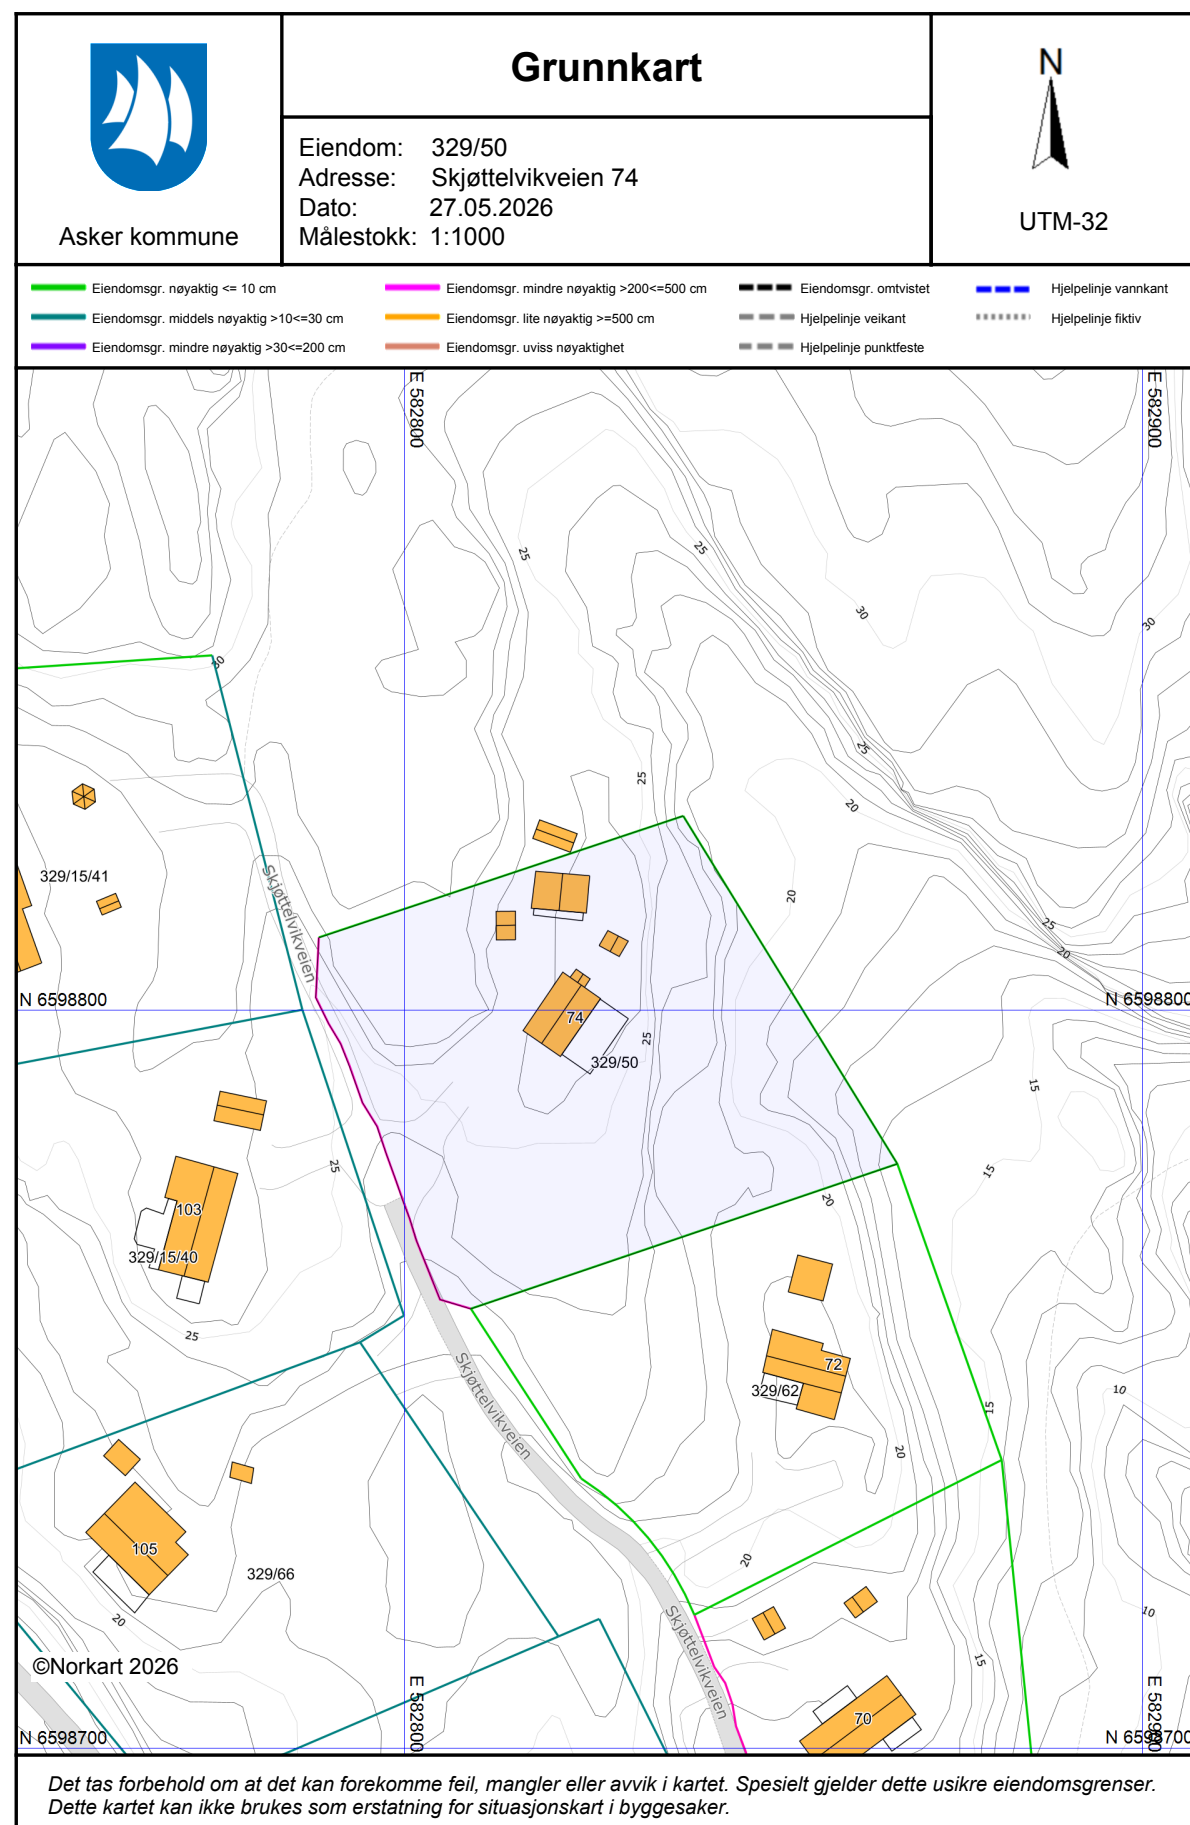 Grunnkart
Eiendom: 329/50
Adresse: Skjøttelvikveien 74
Dato: 27.05.2026
Målestokk: 1:1000
Asker kommune
N
UTM-32
Eiendomsgr. nøyaktig <= 10 cm
Eiendomsgr. middels nøyaktig >10<=30 cm
Eiendomsgr. mindre nøyaktig >30<=200 cm
Eiendomsgr. mindre nøyaktig >200<=500 cm
Eiendomsgr. lite nøyaktig >=500 cm
Eiendomsgr. uviss nøyaktighet
Eiendomsgr. omtvistet
Hjelpelinje veikant
Hjelpelinje punktfeste
Hjelpelinje vannkant
Hjelpelinje fiktiv
E 582800
E 582900
25
25
30
30
30
25
25
20
329/15/41
Skjøttelvikveien
20
25
20
N 6598800
N 6598800
74
25
329/50
15
25
15
20
103
329/15/40
25
72
329/62
10
15
20
Skjøttelvikveien
105
20
329/66
10
20
Skjøttelvikveien
15
©Norkart 2026
E 582800
E 582900
70
N 6598700
N 6598700
Det tas forbehold om at det kan forekomme feil, mangler eller avvik i kartet. Spesielt gjelder dette usikre eiendomsgrenser.
Dette kartet kan ikke brukes som erstatning for situasjonskart i byggesaker.